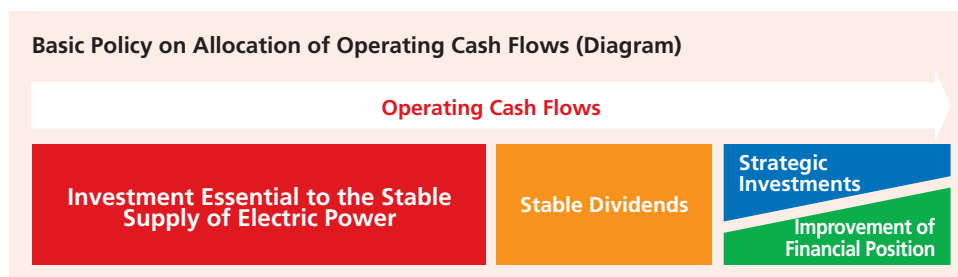 Basic Policy on Allocation of Operating Cash Flows (Diagram)
Operating Cash Flows
Investment Essential to the Stable
Supply of Electric Power
Stable Dividends
Strategic
Investments
Improvement of
Financial Position